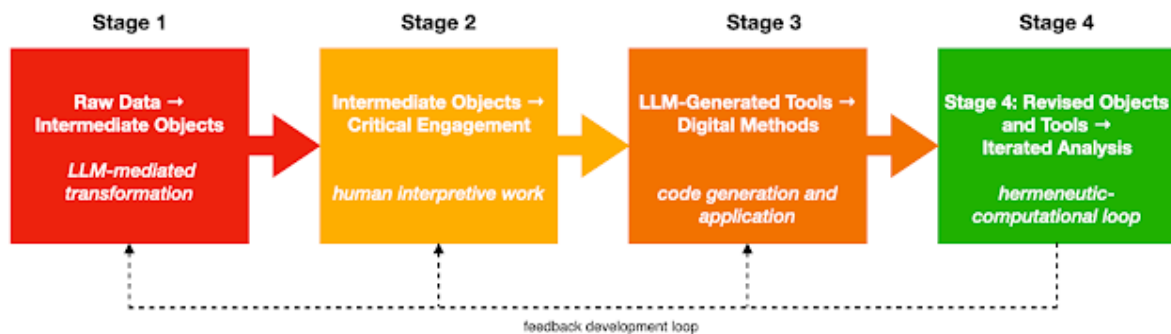 Stage 1
Stage 2
Stage 3
Stage 4
Raw Data →
Intermediate Objects
LLM-mediated
transformation
Intermediate Objects →
Critical Engagement
human interpretive work
LLM-Generated Tools →
Digital Methods
code generation and
application
Stage 4: Revised Objects
and Tools →
Iterated Analysis
hermeneutic-
computational loop
feedback development loop